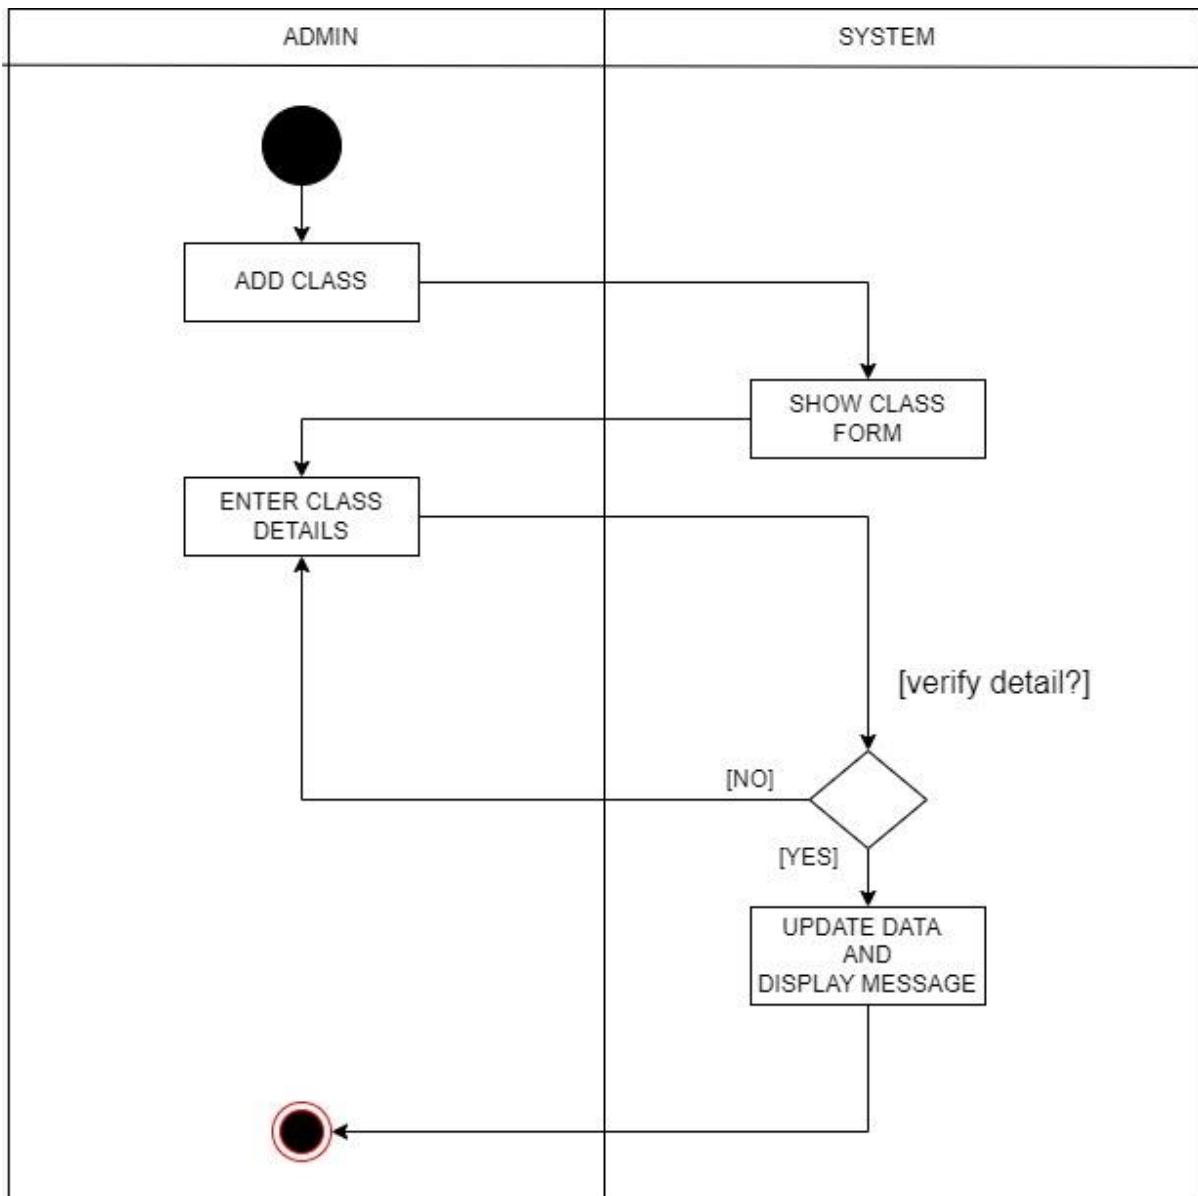 ADMIN
SYSTEM
ADD CLASS
SHOW CLASS
FORM
ENTER CLASS
DETAILS
[verify detail?]
[NO]
[YES]
UPDATE DATA
AND
DISPLAY MESSAGE